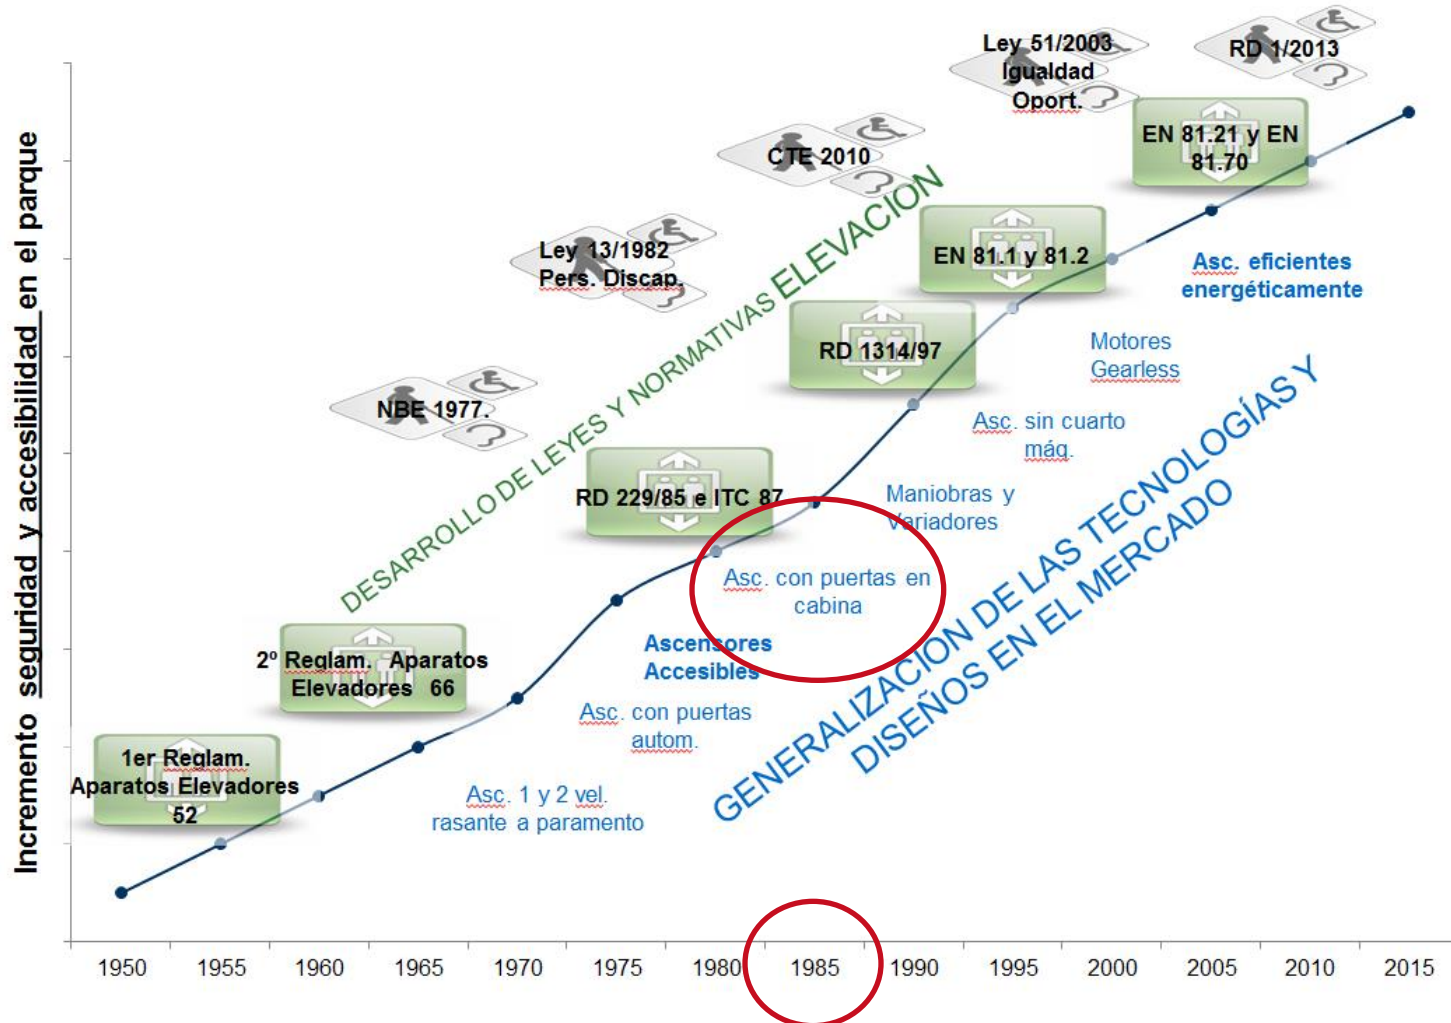 Incremento seguridad y accesibilidad en el parque
Ley 51/2003
Igualdad
Oport.
RD 1/2013
EN 81.21 y EN
81.70
CTE 2010
Ley 13/1982
Pers. Discap.
EN 81.1 y 81.2
Asc. eficientes
energéticamente
RD 1314/97
Motores
Gearless
NBE 1977.
DESARROLLO DE LEYES Y NORMATIVAS ELEVACION
Asc. sin cuarto
máq.
RD 229/85 e ITC 87
Maniobras y
Variadores
Asc. con puertas en
cabina
Ascensores
Accesibles
2º Reglam. Aparatos
Elevadores 66
Asc. con puertas
autom.
GENERALIZACION DE LAS TECNOLOGÍAS Y
DISEÑOS EN EL MERCADO
1er Reglam.
Aparatos Elevadores
52
Asc. 1 y 2 vel.
rasante a paramento
1950 1955 1960 1965 1970 1975 1980 1985 1990 1995 2000 2005 2010 2015